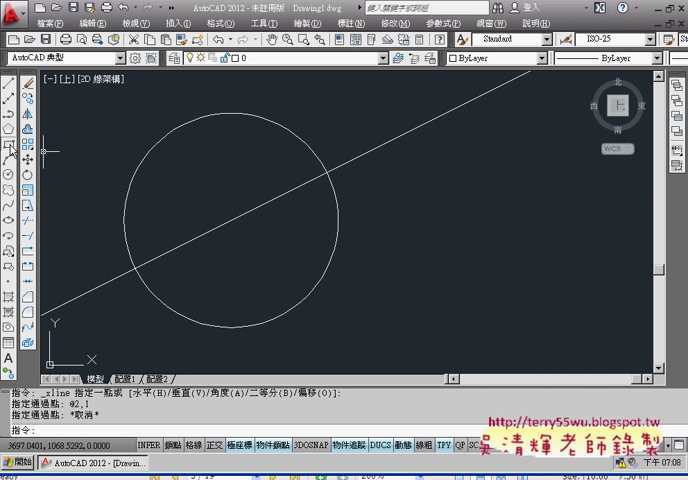 AutoCAD 2012 - 未註冊版 Drawing1.dwg
鍵入關鍵字或詞組
登入
檔案(F) 編輯(E) 檢視(V) 插入(I) 格式(O) 工具(T) 繪製(D) 標註(N) 修改(M) 參數式(P) 視窗(W) 說明(H)
Standard ISO-25 Standard
AutoCAD 典型 0 ByLayer ByLayer
[-] [上] [2D 線架構]
北
西 上 東
南
WCS
Y
X
模型 配置1 配置2
指令: _xline 指定一點或 [水平(H)/垂直(V)/角度(A)/二等分(B)/偏移(O)]:
指定通過點: @2,1
指定通過點: *取消*
指令:
http://terry55wu.blogspot.tw
吳清輝老師錄製
3697.0401, 1068.5292, 0.0000 INFER 鎖點 格線 正交 極座標 物件鎖點 3DOSNAP 物件追蹤 DUCS 動態 線粗 TPY QP SC
開始 AutoCAD 2012 - [Drawin... 下午 07:08